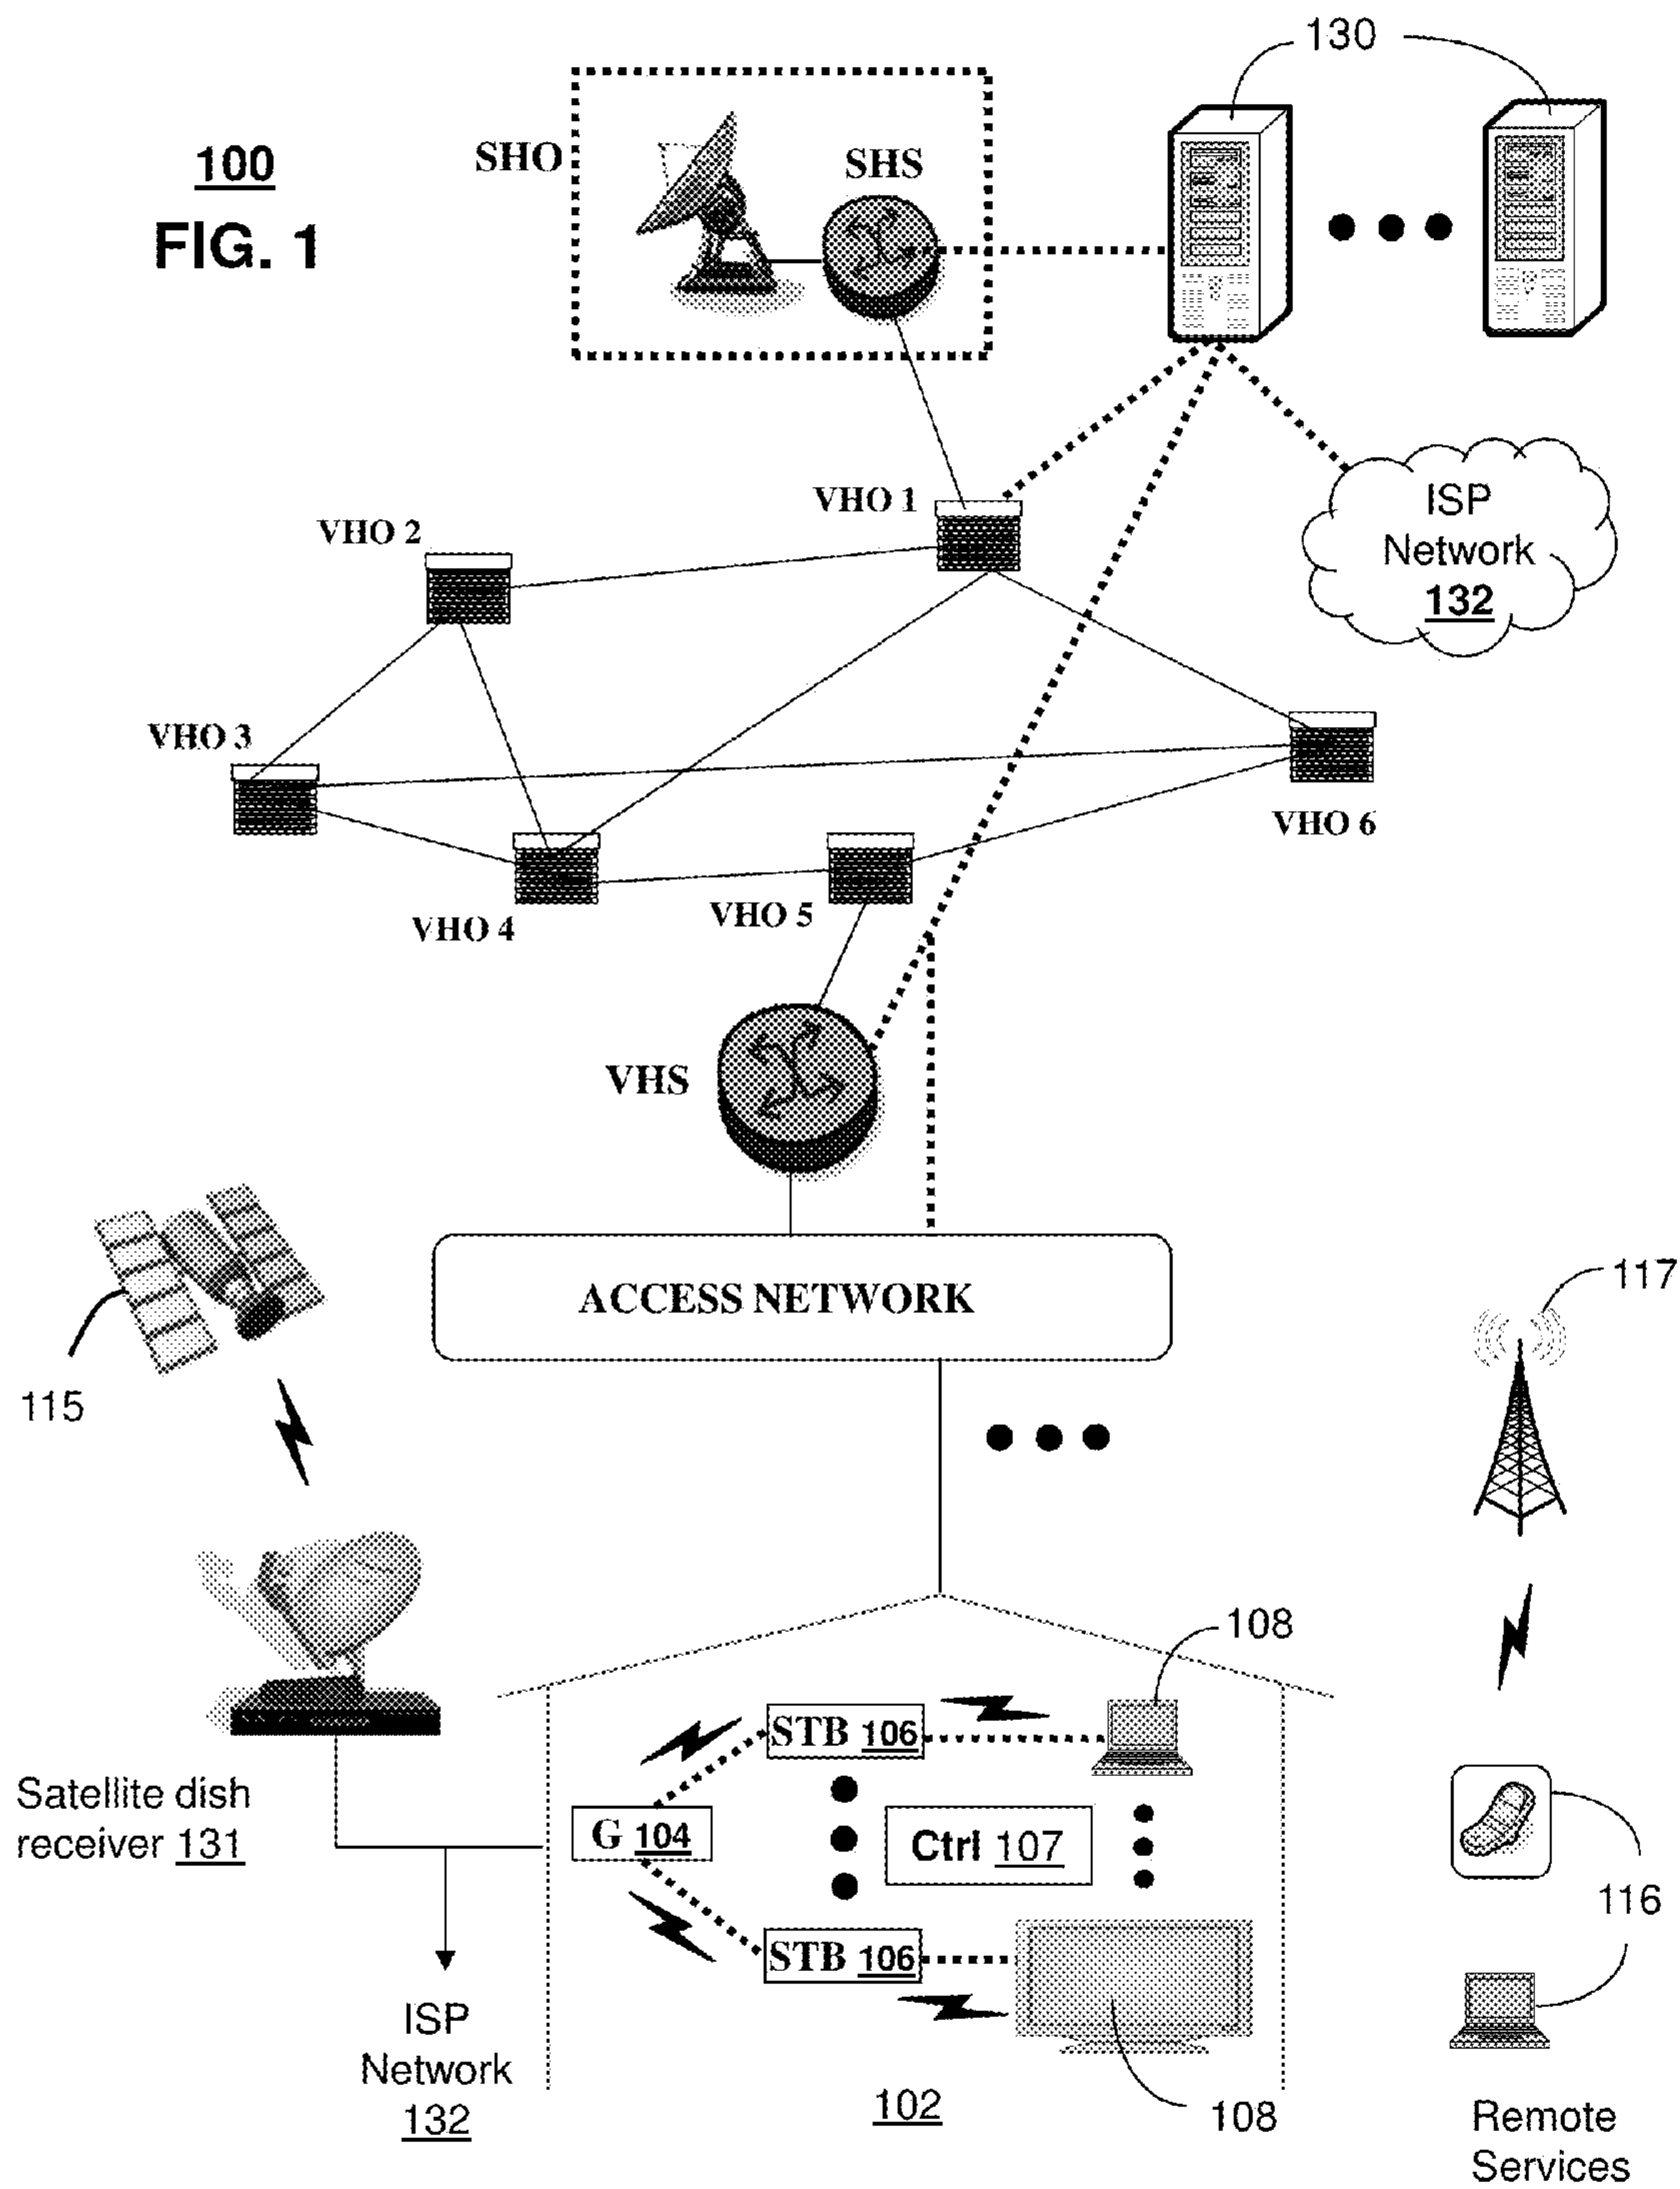 130
100
FIG. 1
SHO
SHS
ISP
Network
132
VHO 1
VHO 2
VHO 3
VHO 6
VHO 4
VHO 5
VHS
ACCESS NETWORK
117
115
108
STB 106
Satellite dish
receiver 131
G 104
Ctrl 107
116
STB 106
ISP
Network
132
102
108
Remote
Services